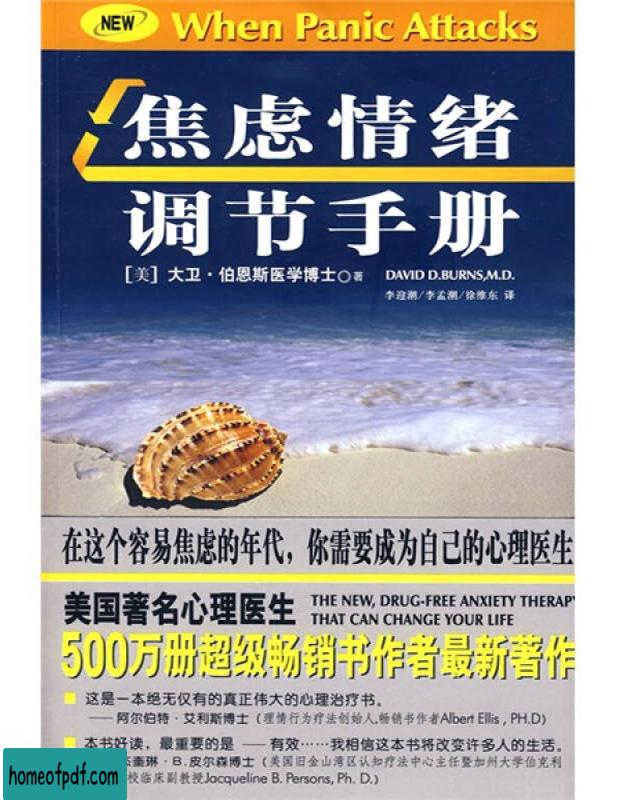 NEW When Panic Attacks
焦虑情绪
调节手册
[美] 大卫·伯恩斯医学博士 著 DAVID D.BURNS,M.D.
李迎潮/李孟潮/徐维东 译
在这个容易焦虑的年代，你需要成为自己的心理医生
美国著名心理医生 THE NEW, DRUG-FREE ANXIETY THERAPY
THAT CAN CHANGE YOUR LIFE
500万册超级畅销书作者最新著作
这是一本绝无仅有的真正伟大的心理治疗书。
——阿尔伯特·艾利斯博士（理情行为疗法创始人,畅销书作者Albert Ellis , PH.D）
本书好读，最重要的是 —— 有效……我相信这本书将改变许多人的生活。
奎琳·B.皮尔森博士（美国旧金山湾区认知疗法中心主任暨加州大学伯克利
校临床副教授Jacqueline B. Persons, Ph. D.）
homeofpdf.com